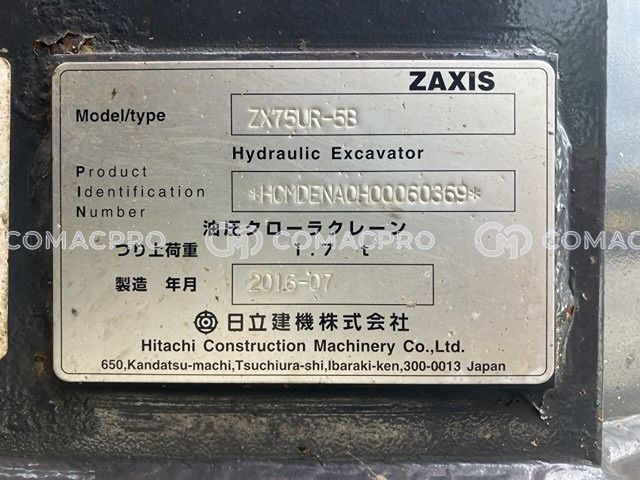 ZAXIS
Model/type ZX75UR-5B
Hydraulic Excavator
Product
Identification *HCMDENA0H00060369*
Number
油圧クローラクレーン
COMACPRO COMACPRO
つり上荷重 1.7 t
製造 年月 2016-07
日立建機株式会社
Hitachi Construction Machinery Co.,Ltd.
650,Kandatsu-machi,Tsuchiura-shi,Ibaraki-ken,300-0013 Japan